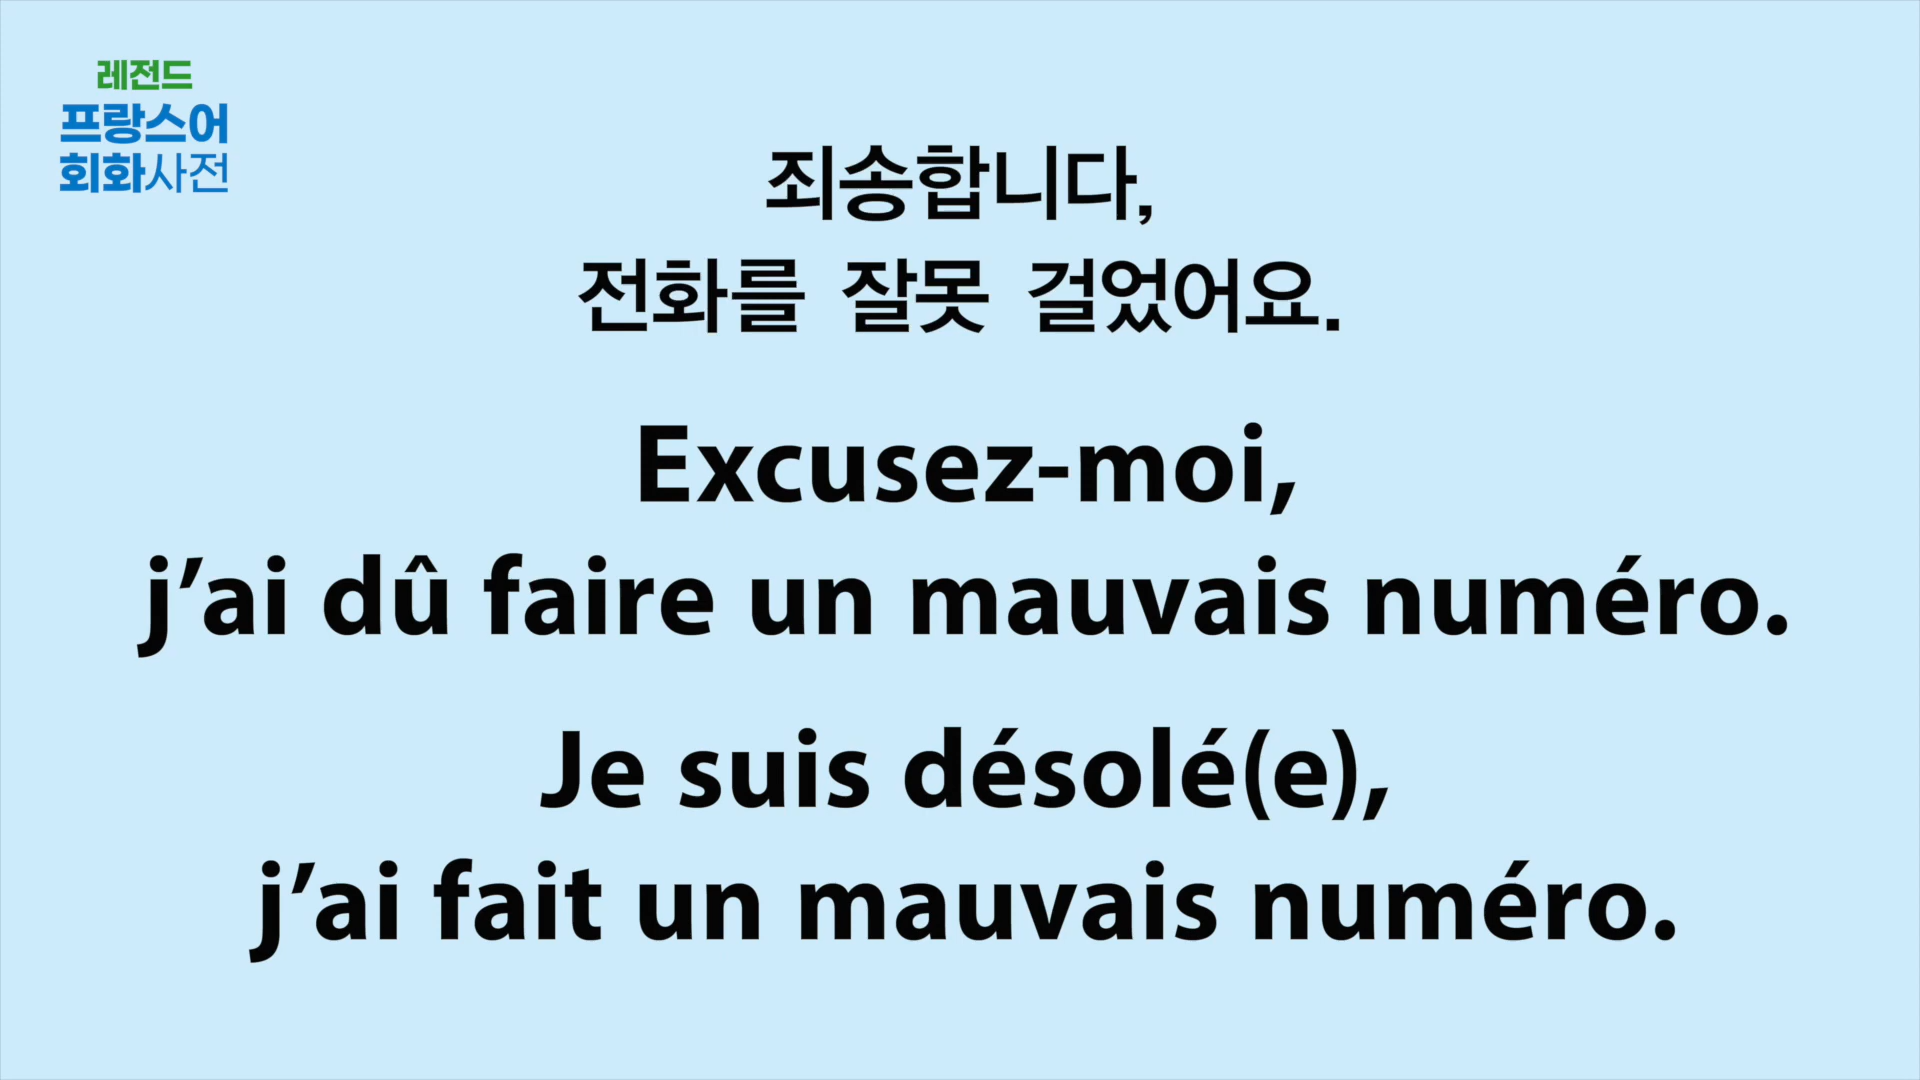 레전드
프랑스어
회화사전
죄송합니다,
전화를 잘못 걸었어요.
Excusez-moi,
j’ai dû faire un mauvais numéro.
Je suis désolé(e),
j’ai fait un mauvais numéro.